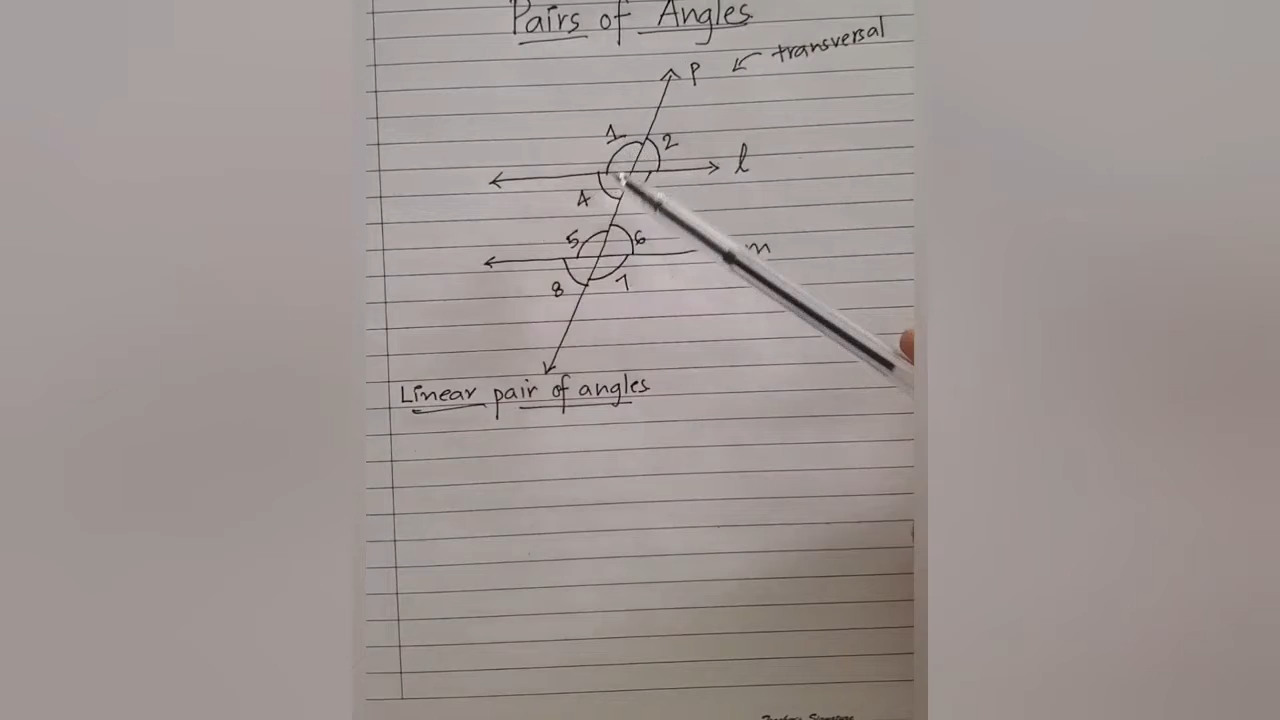 Pairs of Angles
transversal
p
1 2
l
4
5 6
m
8 7
Linear pair of angles